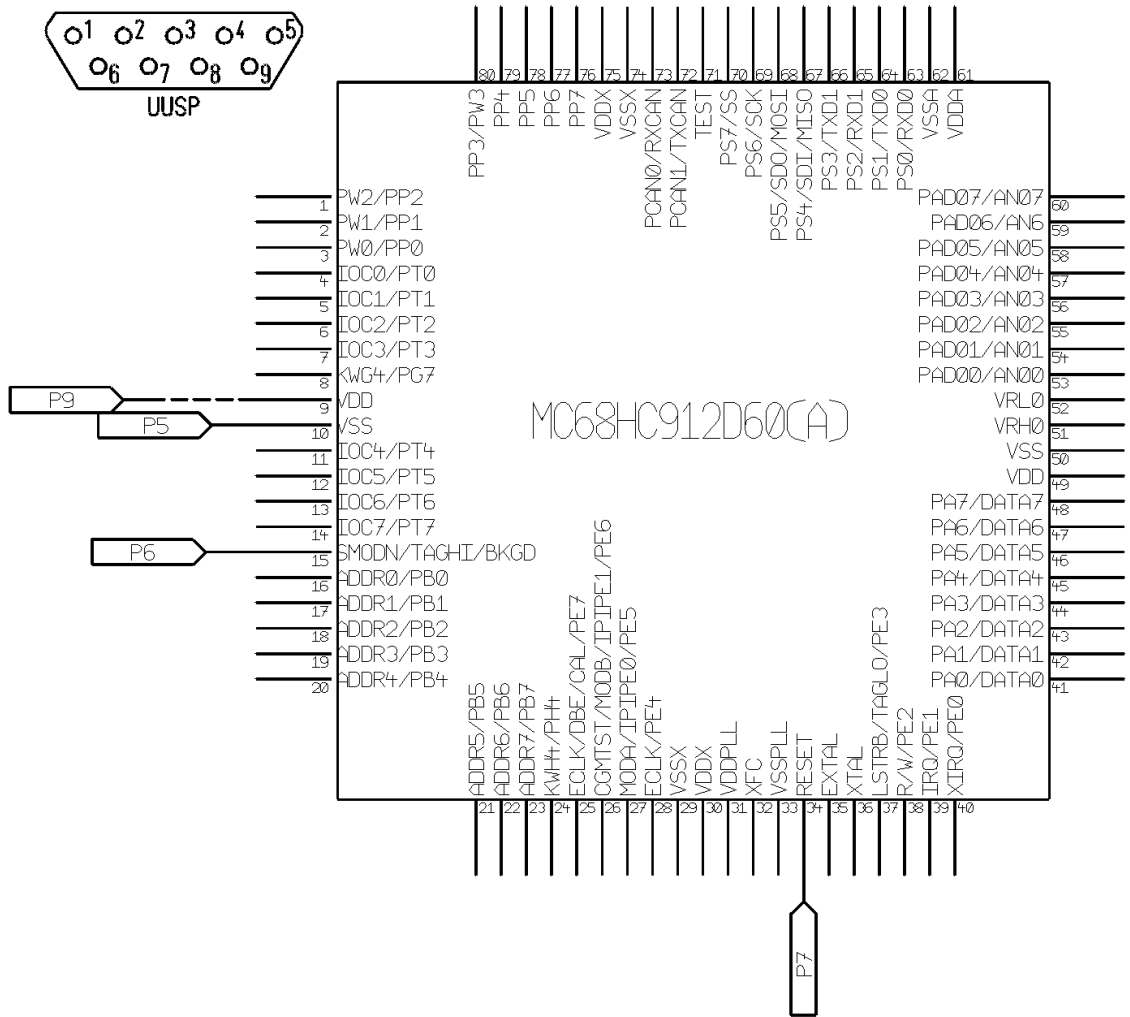 1 2 3 4 5
6 7 8 9
UUSP
80 79 78 77 76 75 74 73 72 71 70 69 68 67 66 65 64 63 62 61
PP3/PW3
PP4
PP5
PP6
PP7
VDDX
VSSX
PCAN0/RXCAN
PCAN1/TXCAN
TEST
PS7/SS
PS6/SCK
PS5/SDO/MOSI
PS4/SDI/MISO
PS3/TXD1
PS2/RXD1
PS1/TXD0
PS0/RXD0
VSSA
VDDA
1 PW2/PP2
2 PW1/PP1
3 PW0/PP0
4 IOC0/PT0
5 IOC1/PT1
6 IOC2/PT2
7 IOC3/PT3
8 KWG4/PG7
P9 9 VDD
P5 10 VSS
11 IOC4/PT4
12 IOC5/PT5
13 IOC6/PT6
14 IOC7/PT7
P6 15 SMODN/TAGHI/BKGD
16 ADDR0/PB0
17 ADDR1/PB1
18 ADDR2/PB2
19 ADDR3/PB3
20 ADDR4/PB4
MC68HC912D60(A)
PAD07/AN07 60
PAD06/AN6 59
PAD05/AN05 58
PAD04/AN04 57
PAD03/AN03 56
PAD02/AN02 55
PAD01/AN01 54
PAD00/AN00 53
VRL0 52
VRH0 51
VSS 50
VDD 49
PA7/DATA7 48
PA6/DATA6 47
PA5/DATA5 46
PA4/DATA4 45
PA3/DATA3 44
PA2/DATA2 43
PA1/DATA1 42
PA0/DATA0 41
ADDR5/PB5
ADDR6/PB6
ADDR7/PB7
KWH4/PH4
ECLK/DBE/CAL/PE7
CGMTST/MODB/IPIPE1/PE6
MODA/IPIPE0/PE5
ECLK/PE4
VSSX
VDDX
VDDPLL
XFC
VSSPLL
RESET
EXTAL
XTAL
LSTRB/TAGLO/PE3
R/W/PE2
IRQ/PE1
XIRQ/PE0
21 22 23 24 25 26 27 28 29 30 31 32 33 34 35 36 37 38 39 40
P7